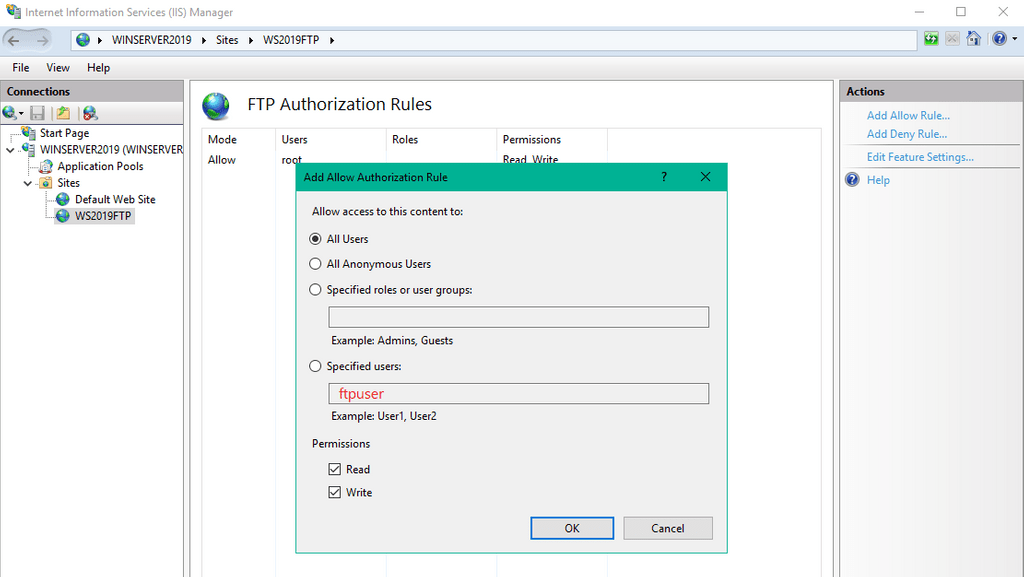 Internet Information Services (IIS) Manager
WINSERVER2019 Sites WS2019FTP
File View Help
Connections
Start Page
WINSERVER2019 (WINSERVER
Application Pools
Sites
Default Web Site
WS2019FTP
FTP Authorization Rules
Mode Users Roles Permissions
Allow root Read, Write
Add Allow Authorization Rule ?
Allow access to this content to:
All Users
All Anonymous Users
Specified roles or user groups:
Example: Admins, Guests
Specified users:
ftpuser
Example: User1, User2
Permissions
Read
Write
OK Cancel
Actions
Add Allow Rule...
Add Deny Rule...
Edit Feature Settings...
Help